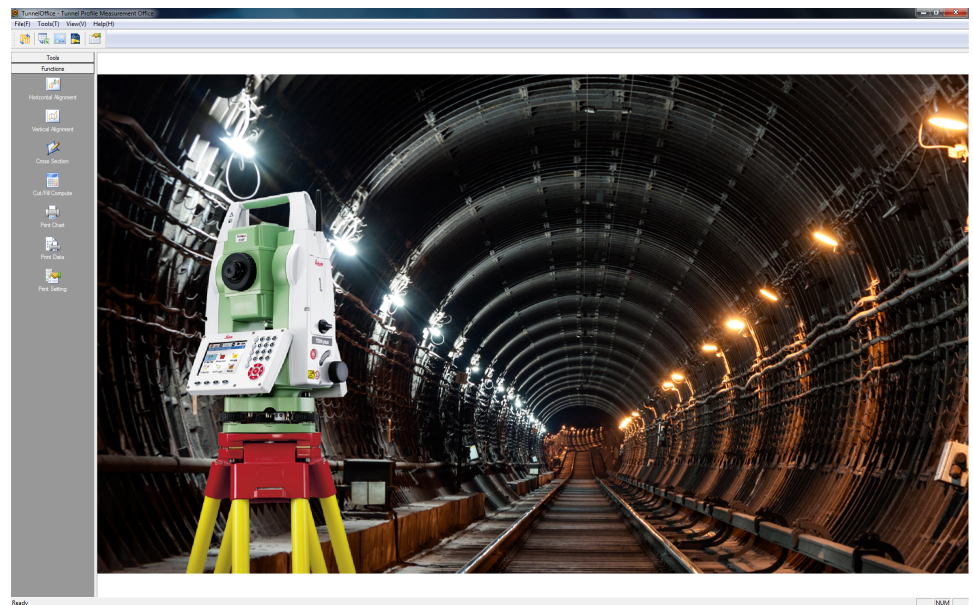 TunnelOffice - Tunnel Profile Measurement Office
File(F) Tools(T) View(V) Help(H)
Tools
Functions
Horizontal Alignment
Vertical Alignment
Cross Section
Cut/Fill Compute
Print Chart
Print Data
Print Setting
Leica
Leica
Ready
NUM